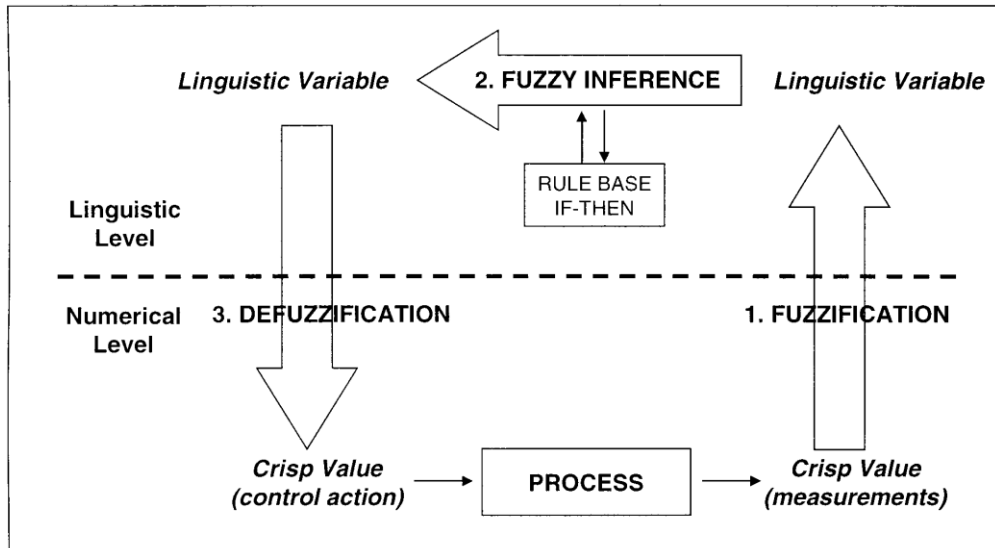 Linguistic Variable
2. FUZZY INFERENCE
Linguistic Variable
RULE BASE
IF-THEN
Linguistic
Level
Numerical
Level
3. DEFUZZIFICATION
1. FUZZIFICATION
Crisp Value
(control action)
PROCESS
Crisp Value
(measurements)